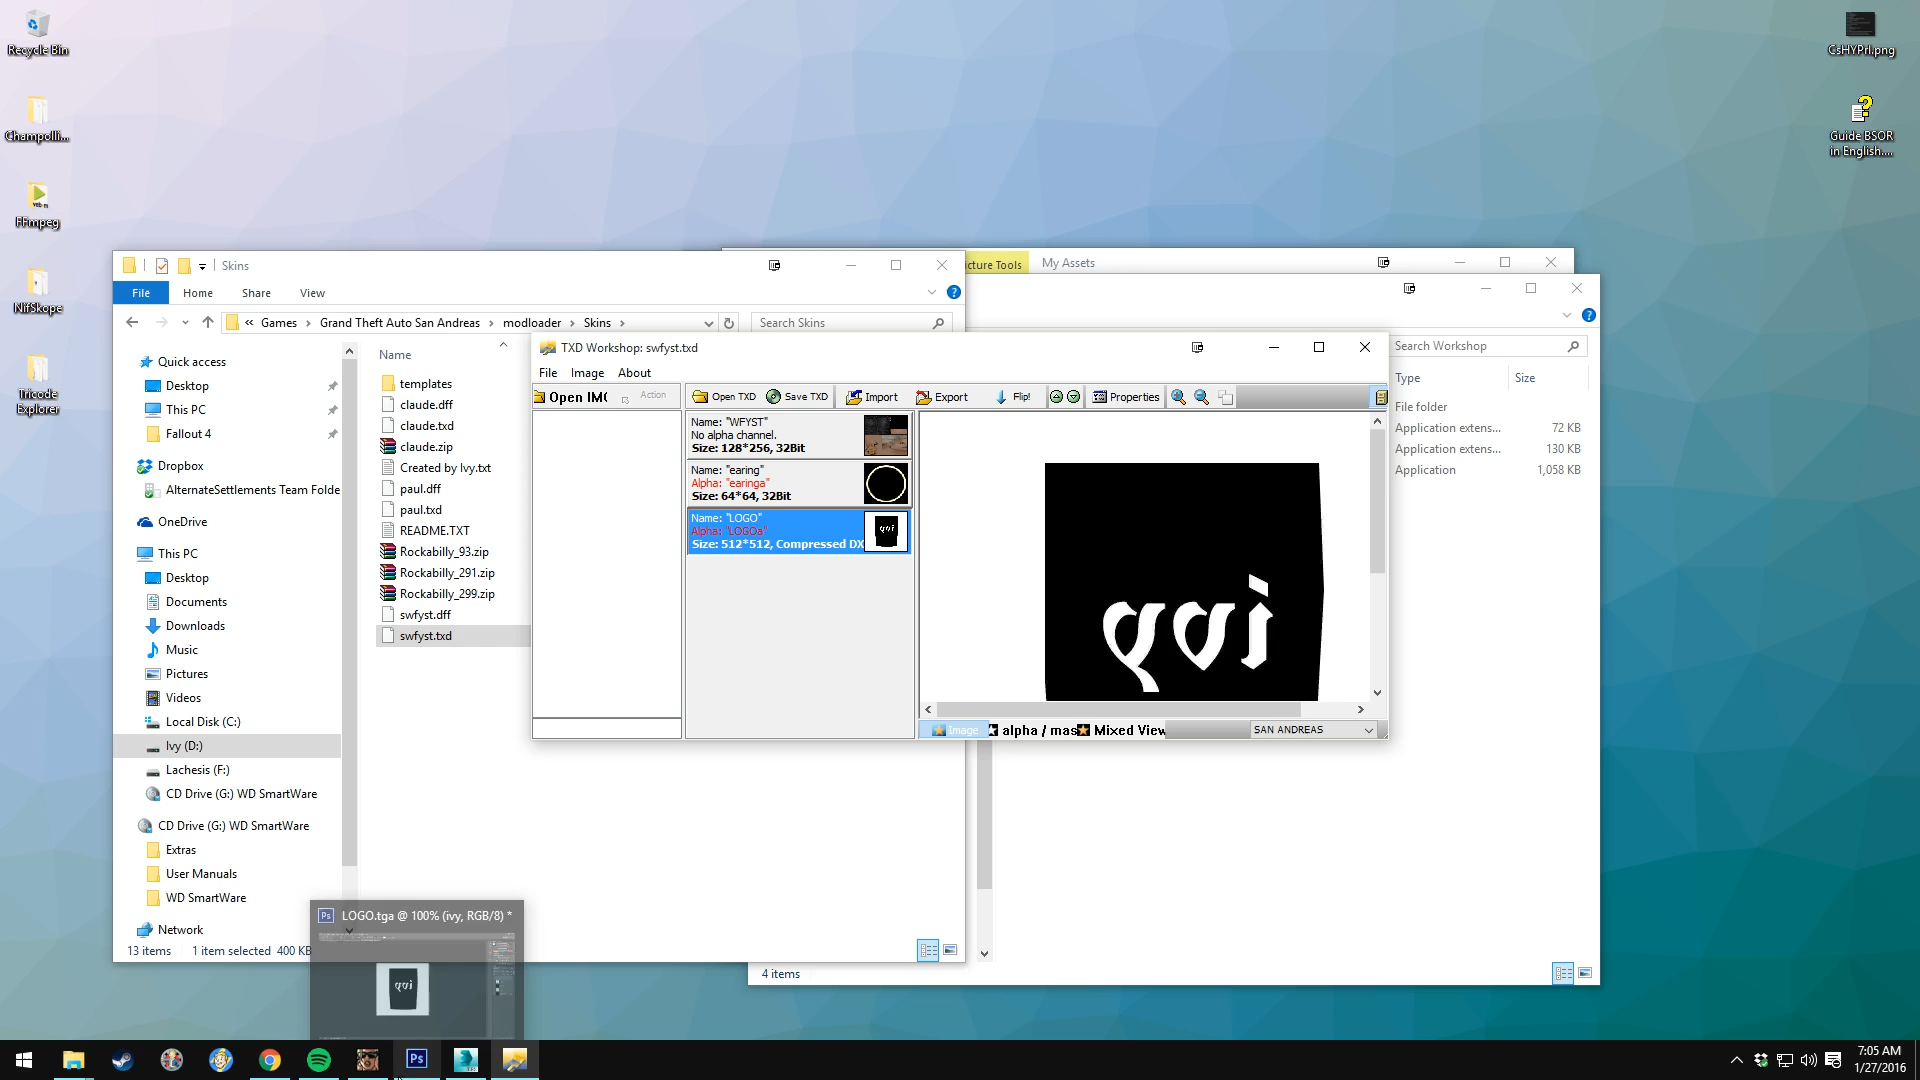 Recycle Bin
Champolli...
FFmpeg
NifSkope
Tricode
Explorer
CsHYPrI.png
Guide BSOR
in English....
Skins
File
Home
Share
View
« Games > Grand Theft Auto San Andreas > modloader > Skins >
Search Skins
Quick access
Desktop
This PC
Fallout 4
Dropbox
AlternateSettlements Team Folde
OneDrive
This PC
Desktop
Documents
Downloads
Music
Pictures
Videos
Local Disk (C:)
Ivy (D:)
Lachesis (F:)
CD Drive (G:) WD SmartWare
CD Drive (G:) WD SmartWare
Extras
User Manuals
WD SmartWare
Network
Name
templates
claude.dff
claude.txd
claude.zip
Created by Ivy.txt
paul.dff
paul.txd
README.TXT
Rockabilly_93.zip
Rockabilly_291.zip
Rockabilly_299.zip
swfyst.dff
swfyst.txd
13 items
1 item selected 400 KB
icture Tools
My Assets
Search Workshop
Type
Size
File folder
Application extens... 72 KB
Application extens... 130 KB
Application 1,058 KB
4 items
TXD Workshop: swfyst.txd
File
Image
About
Open IMG
Action
Open TXD
Save TXD
Import
Export
Flip!
Properties
Name: "WFYST"
No alpha channel.
Size: 128*256, 32Bit
Name: "earing"
Alpha: "earinga"
Size: 64*64, 32Bit
Name: "LOGO"
Alpha: "LOGOa"
Size: 512*512, Compressed DX
Image
alpha / mas
Mixed View
SAN ANDREAS
LOGO.tga @ 100% (ivy, RGB/8) *
Ps
7:05 AM
1/27/2016